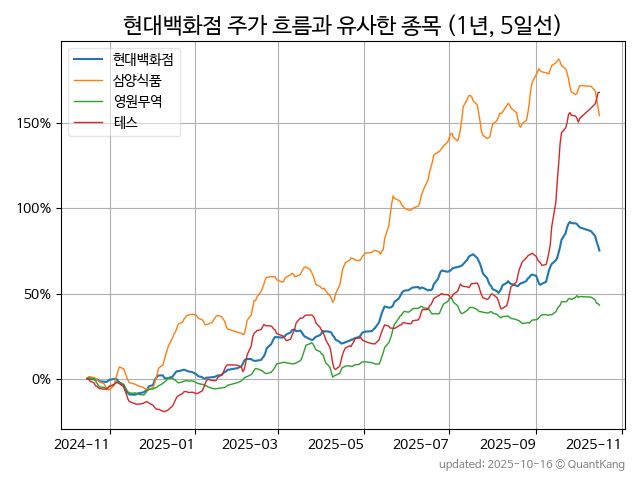 현대백화점 주가 흐름과 유사한 종목 (1년, 5일선)
현대백화점
삼양식품
영원무역
테스
150%
100%
50%
0%
2024-11 2025-01 2025-03 2025-05 2025-07 2025-09 2025-11
updated: 2025-10-16 © QuantKang